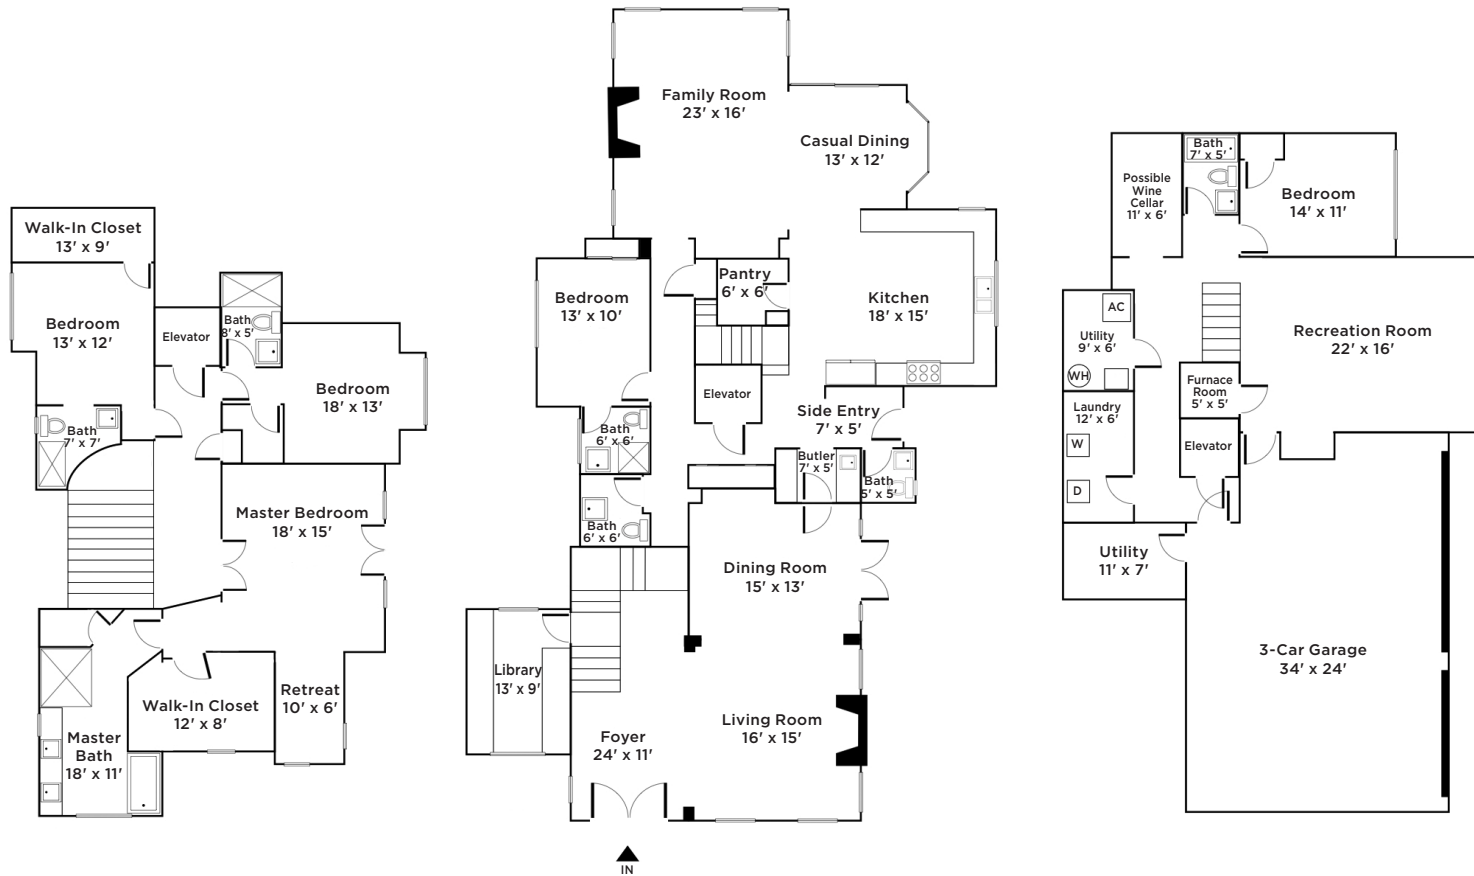 Walk-In Closet
13' x 9'
Bedroom
13' x 12'
Elevator
Bath
8' x 5'
Bedroom
18' x 13'
Bath
7' x 7'
Master Bedroom
18' x 15'
Walk-In Closet
12' x 8'
Retreat
10' x 6'
Master
Bath
18' x 11'
Family Room
23' x 16'
Casual Dining
13' x 12'
Pantry
6' x 6'
Bedroom
13' x 10'
Kitchen
18' x 15'
Elevator
Side Entry
7' x 5'
Bath
6' x 6'
Butler
7' x 5'
Bath
5' x 5'
Bath
6' x 6'
Dining Room
15' x 13'
Library
13' x 9'
Living Room
16' x 15'
Foyer
24' x 11'
IN
Bath
7' x 5'
Possible
Wine
Cellar
11' x 6'
Bedroom
14' x 11'
AC
Utility
9' x 6'
WH
Recreation Room
22' x 16'
Furnace
Room
5' x 5'
Laundry
12' x 6'
W
Elevator
D
Utility
11' x 7'
3-Car Garage
34' x 24'